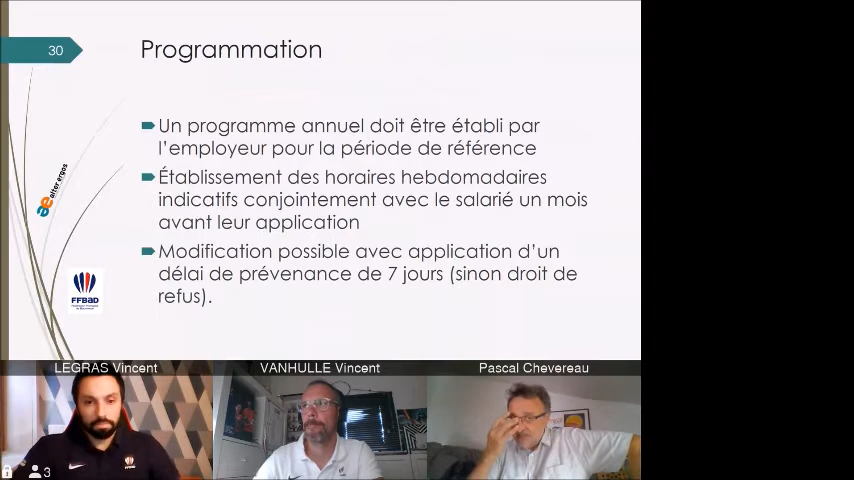 30
Programmation
Un programme annuel doit être établi par
l'employeur pour la période de référence
Établissement des horaires hebdomadaires
indicatifs conjointement avec le salarié un mois
avant leur application
Modification possible avec application d'un
délai de prévenance de 7 jours (sinon droit de
refus).
ae alter ergos
FFBaD
LEGRAS Vincent
VANHULLE Vincent
Pascal Chevereau
3